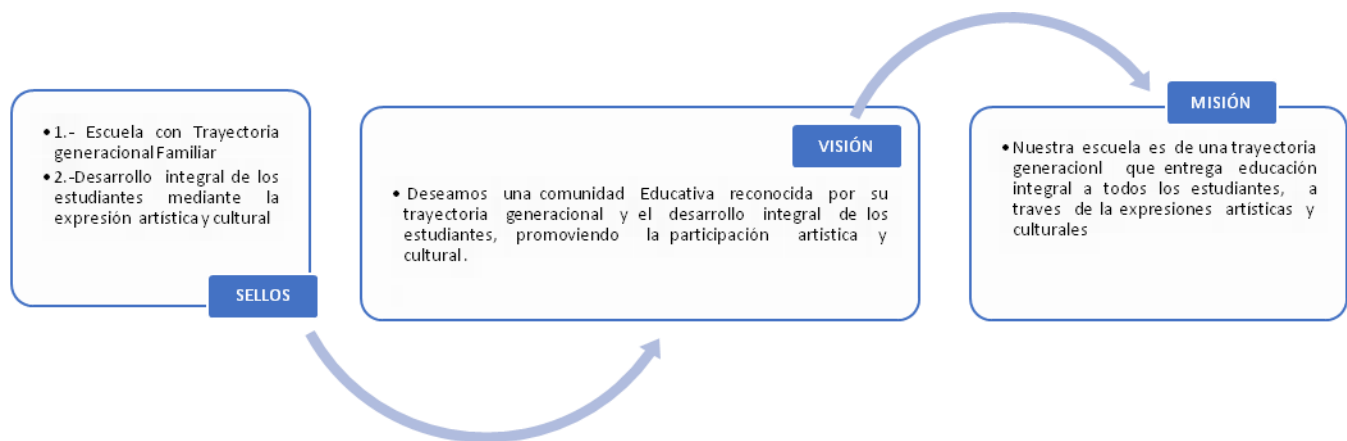 • 1.- Escuela con Trayectoria
generacional Familiar
• 2.-Desarrollo integral de los
estudiantes mediante la
expresión artística y cultural
SELLOS
VISIÓN
• Deseamos una comunidad Educativa reconocida por su
trayectoria generacional y el desarrollo integral de los
estudiantes, promoviendo la participación artística y
cultural.
MISIÓN
• Nuestra escuela es de una trayectoria
generacionl que entrega educación
integral a todos los estudiantes, a
traves de la expresiones artísticas y
culturales